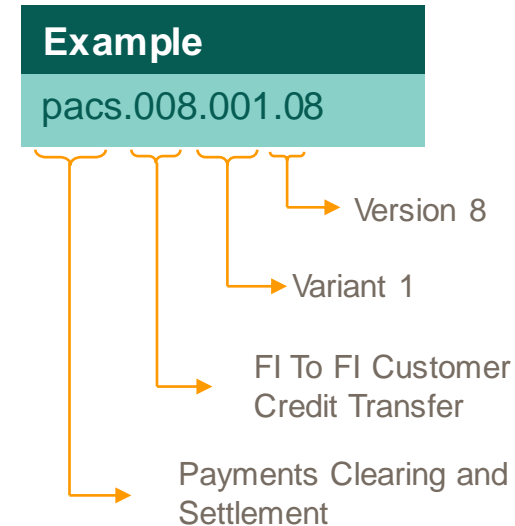 Example
pacs.008.001.08
Version 8
Variant 1
FI To FI Customer
Credit Transfer
Payments Clearing and
Settlement